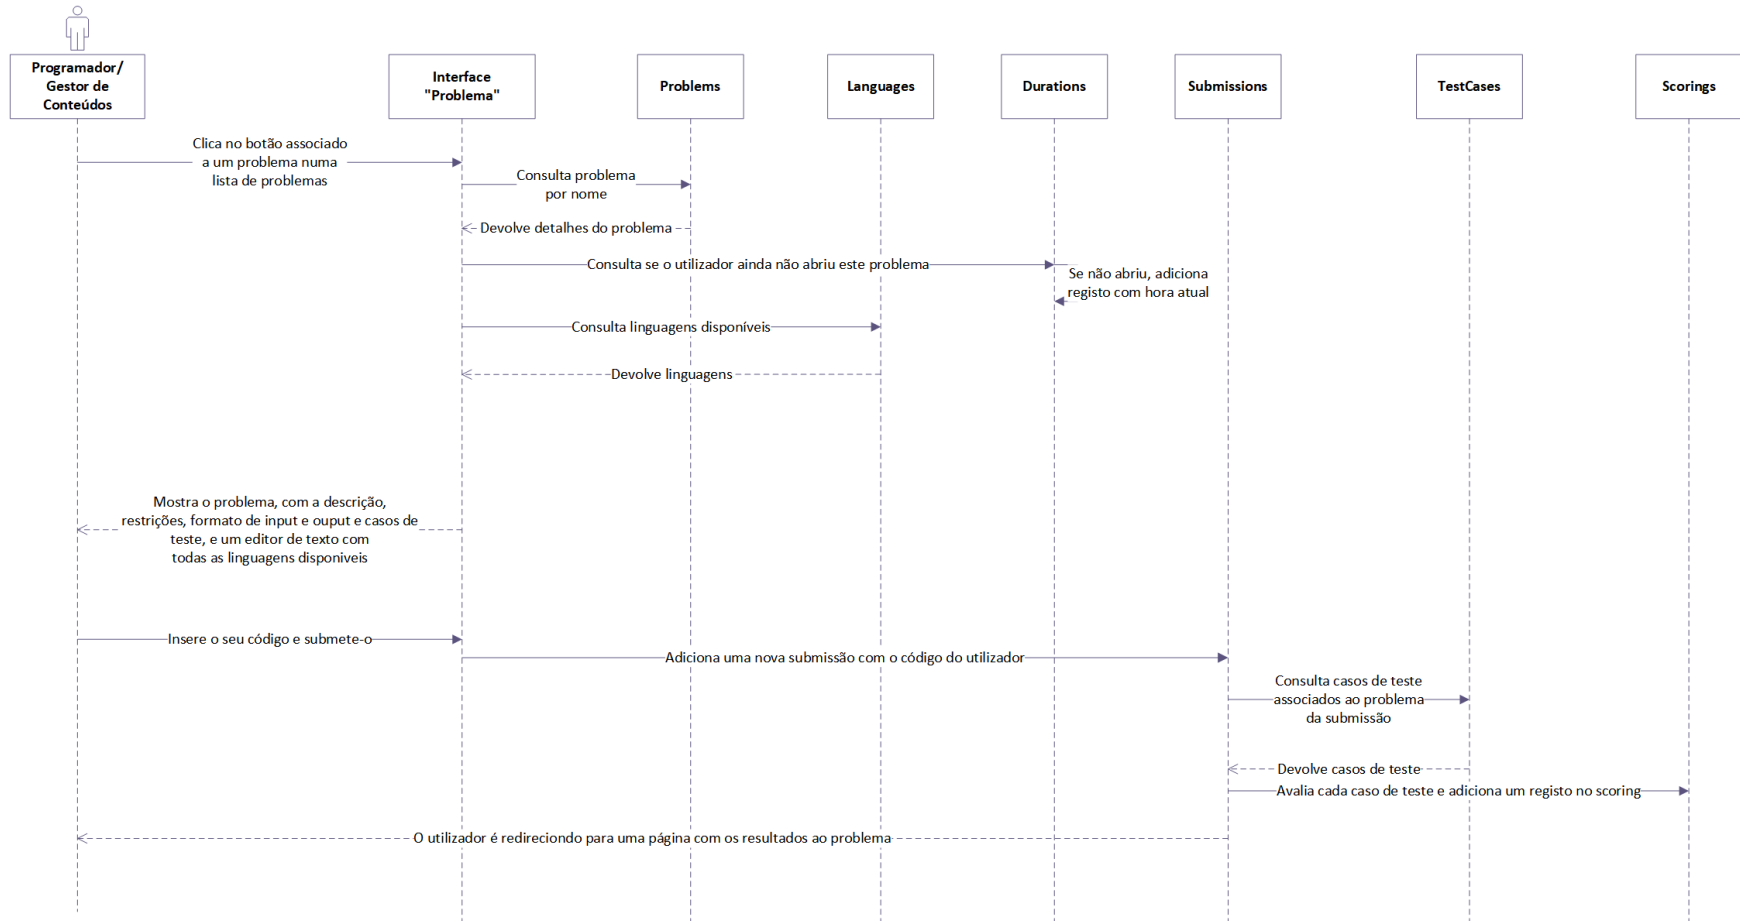 Programador/
Gestor de
Conteúdos
Interface
"Problema"
Problems
Languages
Durations
Submissions
TestCases
Scorings
Clica no botão associado
a um problema numa
lista de problemas
Consulta problema
por nome
Devolve detalhes do problema
Consulta se o utilizador ainda não abriu este problema
Se não abriu, adiciona
registo com hora atual
Consulta linguagens disponíveis
Devolve linguagens
Mostra o problema, com a descrição,
restrições, formato de input e ouput e casos de
teste, e um editor de texto com
todas as linguagens disponiveis
Insere o seu código e submete-o
Adiciona uma nova submissão com o código do utilizador
Consulta casos de teste
associados ao problema
da submissão
Devolve casos de teste
Avalia cada caso de teste e adiciona um registo no scoring
O utilizador é redireciondo para uma página com os resultados ao problema